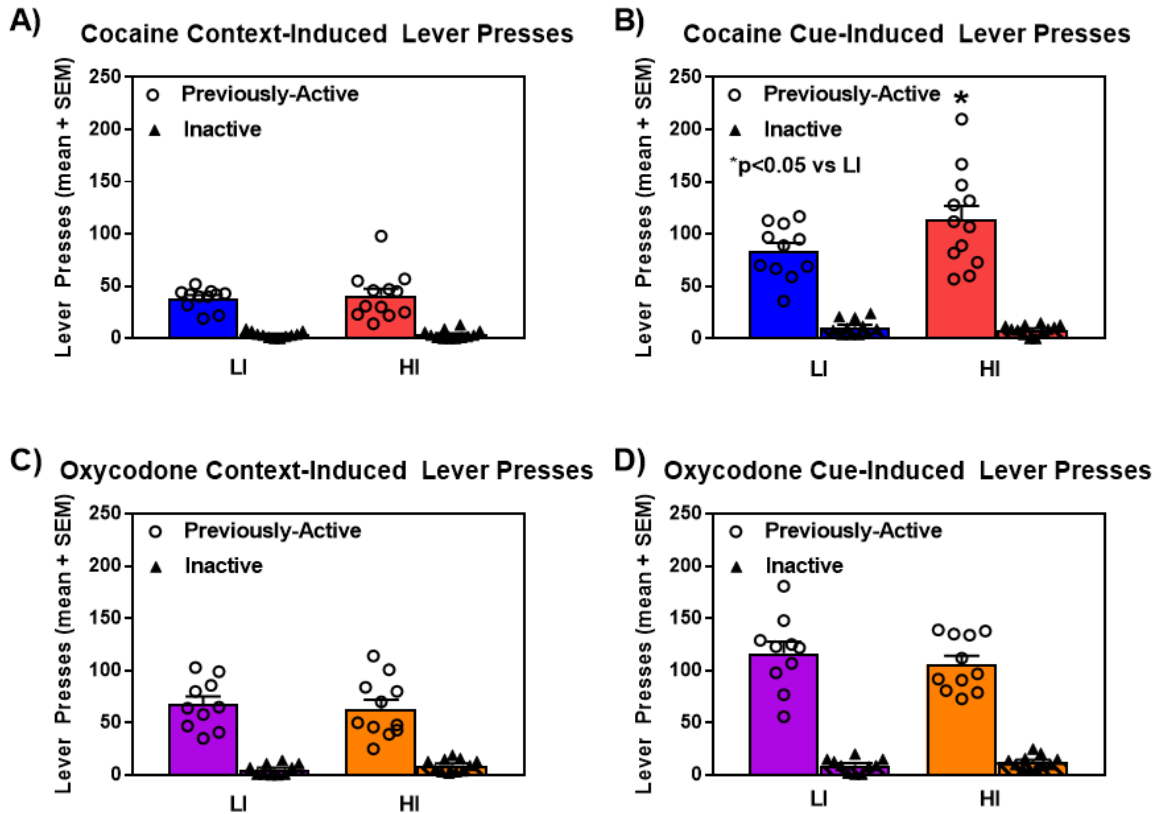 A)
Cocaine Context-Induced Lever Presses
Lever Presses (mean + SEM)
250
200
150
100
50
0
Previously-Active
Inactive
LI
HI
B)
Cocaine Cue-Induced Lever Presses
Lever Presses (mean + SEM)
250
200
150
100
50
0
Previously-Active
Inactive
*p<0.05 vs LI
*
LI
HI
C)
Oxycodone Context-Induced Lever Presses
Lever Presses (mean + SEM)
250
200
150
100
50
0
Previously-Active
Inactive
LI
HI
D)
Oxycodone Cue-Induced Lever Presses
Lever Presses (mean + SEM)
250
200
150
100
50
0
Previously-Active
Inactive
LI
HI